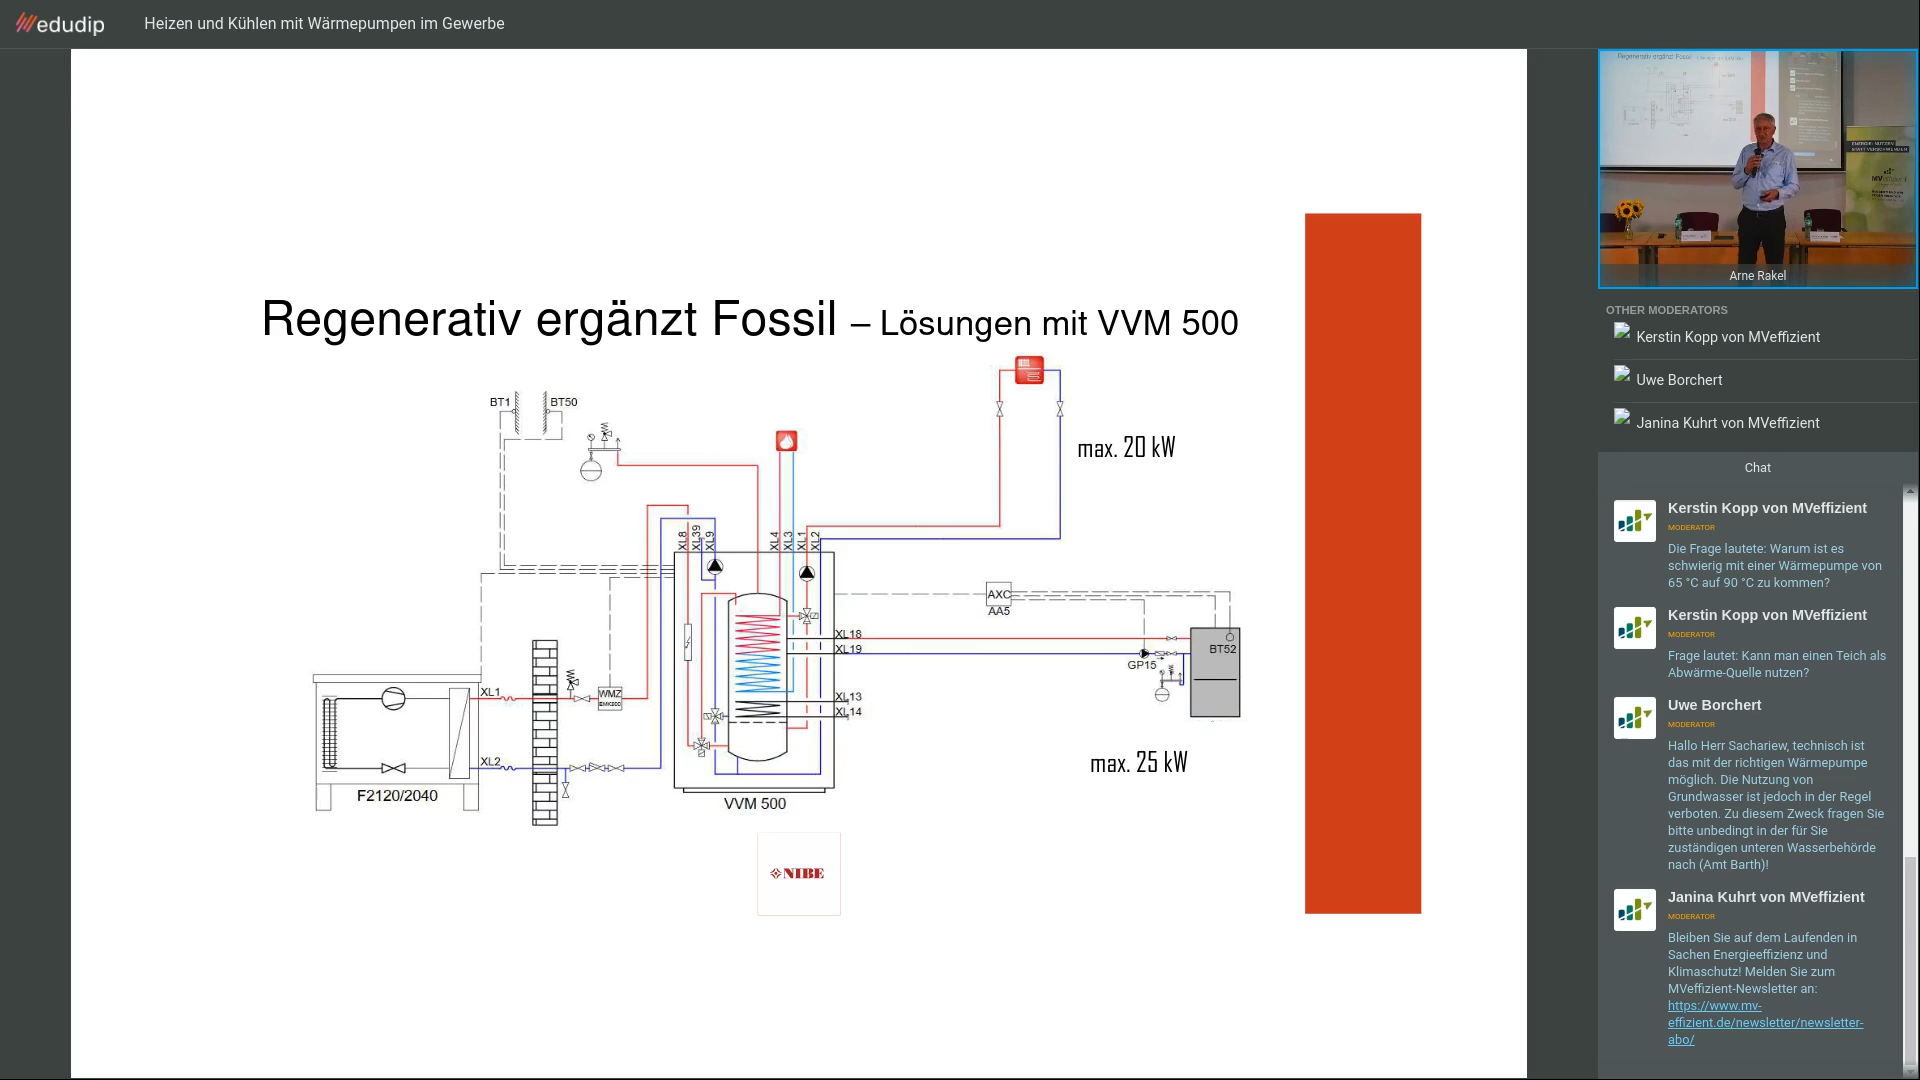 edudip
Heizen und Kühlen mit Wärmepumpen im Gewerbe
Regenerativ ergänzt Fossil – Lösungen mit VVM 500
BT1
BT50
max. 20 kW
XL8
XL39
XL9
XL4
XL3
XL1
XL2
AXC
AA5
XL18
XL19
BT52
GP15
XL1
WMZ
EMK500
XL13
XL14
XL2
F2120/2040
max. 25 kW
VVM 500
NIBE
Regenerativ ergänzt Fossil
Arne Rakel
OTHER MODERATORS
Kerstin Kopp von MVeffizient
Uwe Borchert
Janina Kuhrt von MVeffizient
Chat
Kerstin Kopp von MVeffizient
MODERATOR
Die Frage lautete: Warum ist es
schwierig mit einer Wärmepumpe von
65 °C auf 90 °C zu kommen?
Kerstin Kopp von MVeffizient
MODERATOR
Frage lautet: Kann man einen Teich als
Abwärme-Quelle nutzen?
Uwe Borchert
MODERATOR
Hallo Herr Sachariew, technisch ist
das mit der richtigen Wärmepumpe
möglich. Die Nutzung von
Grundwasser ist jedoch in der Regel
verboten. Zu diesem Zweck fragen Sie
bitte unbedingt in der für Sie
zuständigen unteren Wasserbehörde
nach (Amt Barth)!
Janina Kuhrt von MVeffizient
MODERATOR
Bleiben Sie auf dem Laufenden in
Sachen Energieeffizienz und
Klimaschutz! Melden Sie zum
MVeffizient-Newsletter an:
https://www.mv-
effizient.de/newsletter/newsletter-
abo/